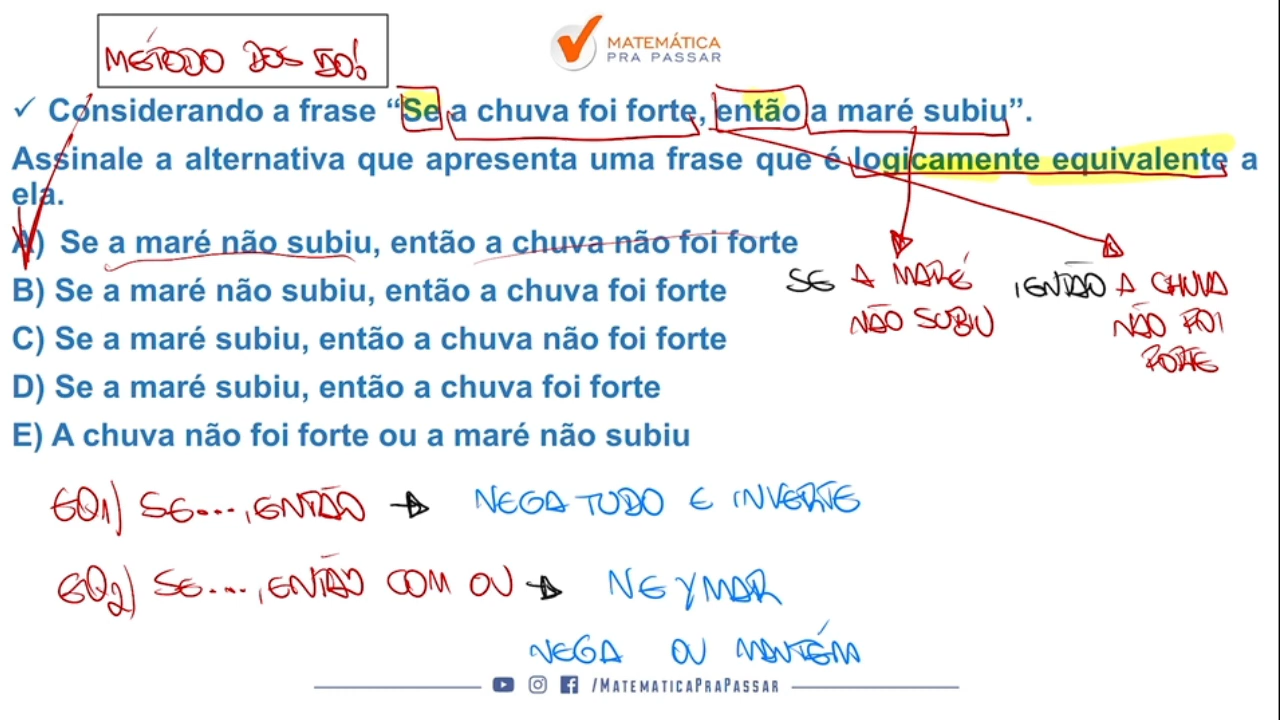 MÉTODO DOS DO!
MATEMÁTICA
PRA PASSAR
✓ Considerando a frase “Se a chuva foi forte, então a maré subiu”.
Assinale a alternativa que apresenta uma frase que é logicamente equivalente a
ela.
A) Se a maré não subiu, então a chuva não foi forte
B) Se a maré não subiu, então a chuva foi forte
C) Se a maré subiu, então a chuva não foi forte
D) Se a maré subiu, então a chuva foi forte
E) A chuva não foi forte ou a maré não subiu
SE A MARÉ NÃO SUBIU
, ENTÃO A CHUVA NÃO FOI FORTE
EQ1) SE..., ENTÃO → NEGA TUDO E INVERTE
EQ2) SE..., ENTÃO COM OU → NEYMAR
NEGA OU MANTÉM
/MATEMATICAPRAPASSAR